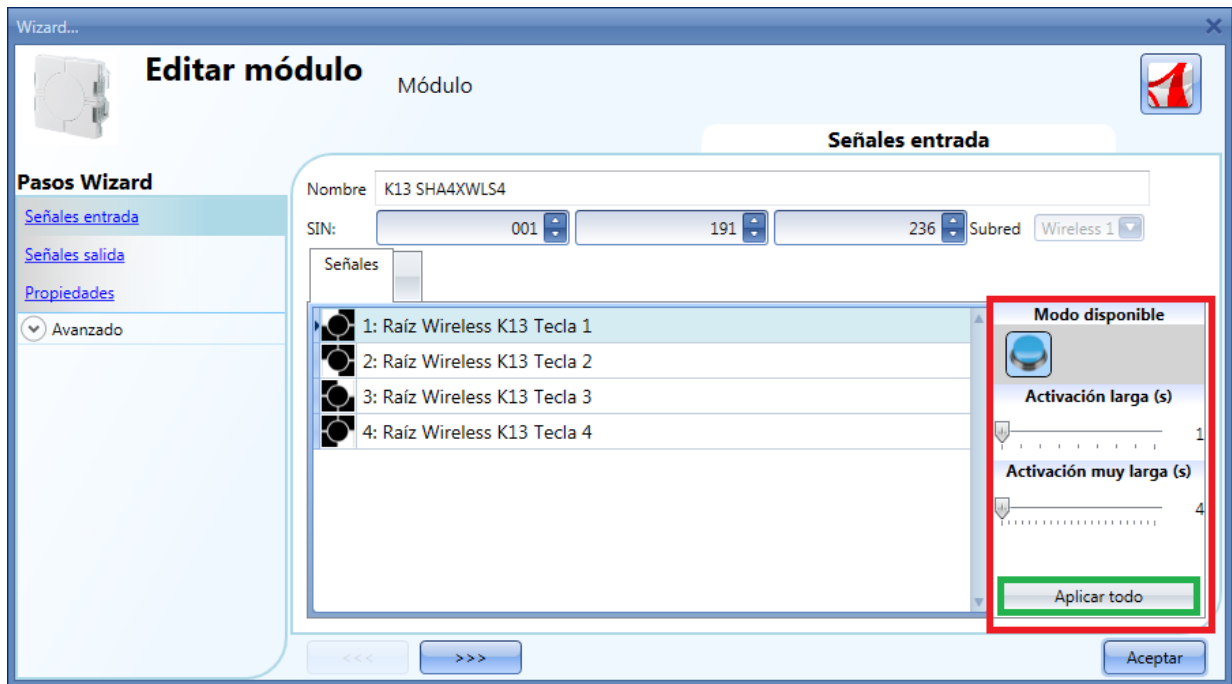 Wizard...
Editar módulo
Módulo
Señales entrada
Pasos Wizard
Señales entrada
Señales salida
Propiedades
Avanzado
Nombre K13 SHA4XWLS4
SIN: 001 191 236 Subred Wireless 1
Señales
1: Raíz Wireless K13 Tecla 1
2: Raíz Wireless K13 Tecla 2
3: Raíz Wireless K13 Tecla 3
4: Raíz Wireless K13 Tecla 4
Modo disponible
Activación larga (s)
1
Activación muy larga (s)
4
Aplicar todo
<<< >>> Aceptar